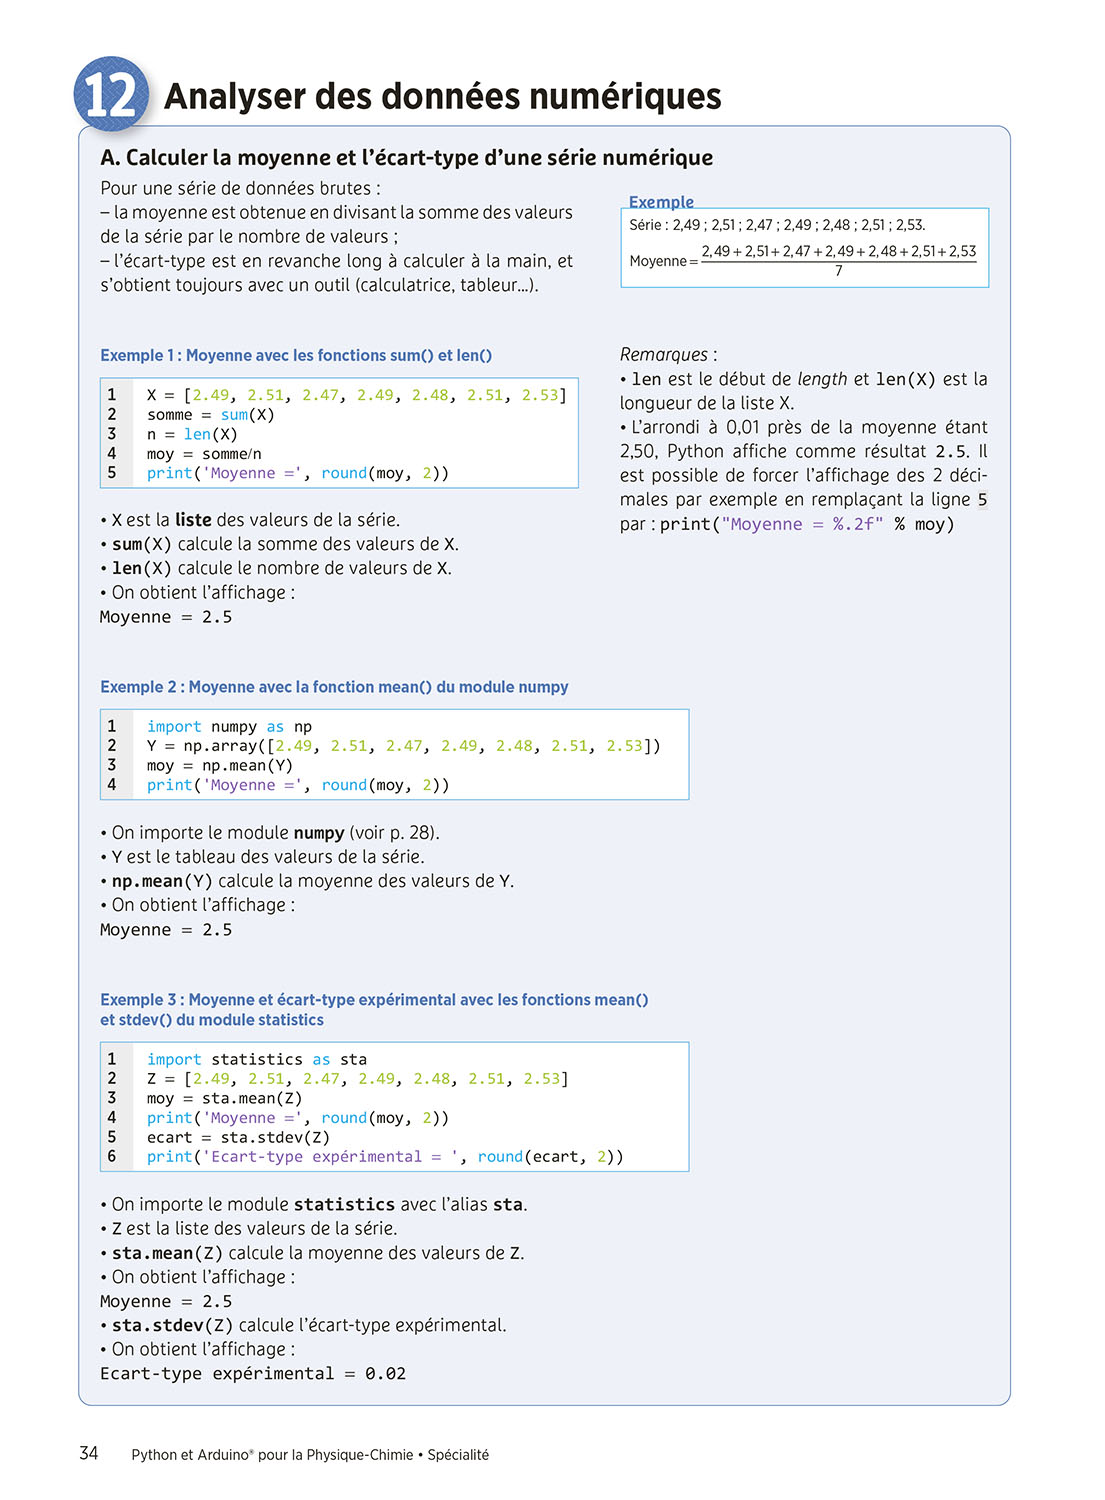 12 Analyser des données numériques
A. Calculer la moyenne et l'écart-type d'une série numérique
Pour une série de données brutes :
– la moyenne est obtenue en divisant la somme des valeurs
de la série par le nombre de valeurs ;
– l'écart-type est en revanche long à calculer à la main, et
s'obtient toujours avec un outil (calculatrice, tableur...).
Exemple
Série : 2,49 ; 2,51 ; 2,47 ; 2,49 ; 2,48 ; 2,51 ; 2,53.
Moyenne = 2,49 + 2,51 + 2,47 + 2,49 + 2,48 + 2,51 + 2,53
7
Exemple 1 : Moyenne avec les fonctions sum() et len()
1 X = [2.49, 2.51, 2.47, 2.49, 2.48, 2.51, 2.53]
2 somme = sum(X)
3 n = len(X)
4 moy = somme/n
5 print('Moyenne =', round(moy, 2))
• X est la liste des valeurs de la série.
• sum(X) calcule la somme des valeurs de X.
• len(X) calcule le nombre de valeurs de X.
• On obtient l'affichage :
Moyenne = 2.5
Remarques :
• len est le début de length et len(X) est la
longueur de la liste X.
• L'arrondi à 0,01 près de la moyenne étant
2,50, Python affiche comme résultat 2.5. Il
est possible de forcer l'affichage des 2 déci-
males par exemple en remplaçant la ligne 5
par : print("Moyenne = %.2f" % moy)
Exemple 2 : Moyenne avec la fonction mean() du module numpy
1 import numpy as np
2 Y = np.array([2.49, 2.51, 2.47, 2.49, 2.48, 2.51, 2.53])
3 moy = np.mean(Y)
4 print('Moyenne =', round(moy, 2))
• On importe le module numpy (voir p. 28).
• Y est le tableau des valeurs de la série.
• np.mean(Y) calcule la moyenne des valeurs de Y.
• On obtient l'affichage :
Moyenne = 2.5
Exemple 3 : Moyenne et écart-type expérimental avec les fonctions mean()
et stdev() du module statistics
1 import statistics as sta
2 Z = [2.49, 2.51, 2.47, 2.49, 2.48, 2.51, 2.53]
3 moy = sta.mean(Z)
4 print('Moyenne =', round(moy, 2))
5 ecart = sta.stdev(Z)
6 print('Ecart-type expérimental = ', round(ecart, 2))
• On importe le module statistics avec l'alias sta.
• Z est la liste des valeurs de la série.
• sta.mean(Z) calcule la moyenne des valeurs de Z.
• On obtient l'affichage :
Moyenne = 2.5
• sta.stdev(Z) calcule l'écart-type expérimental.
• On obtient l'affichage :
Ecart-type expérimental = 0.02
34 Python et Arduino® pour la Physique-Chimie • Spécialité